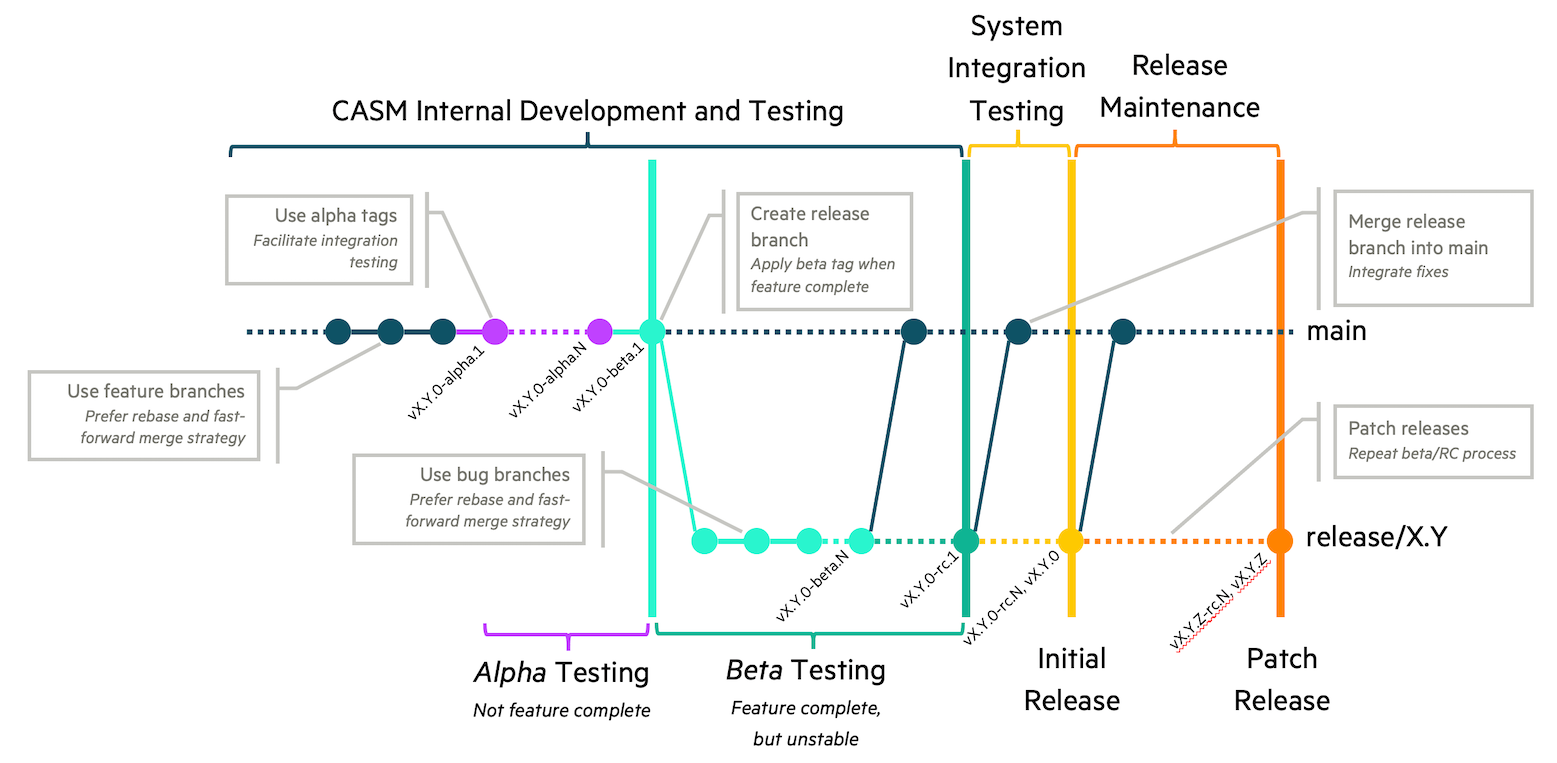 System
Integration
Testing
Release
Maintenance
CASM Internal Development and Testing
Use alpha tags
Facilitate integration
testing
Create release
branch
Apply beta tag when
feature complete
Merge release
branch into main
Integrate fixes
main
vX.Y.0-alpha.1
vX.Y.0-alpha.N
vX.Y.0-beta.1
Use feature branches
Prefer rebase and fast-
forward merge strategy
Patch releases
Repeat beta/RC process
Use bug branches
Prefer rebase and fast-
forward merge strategy
release/X.Y
vX.Y.0-beta.N
vX.Y.0-rc.1
vX.Y.0-rc.N, vX.Y.0
vX.Y.Z-rc.N, vX.Y.Z
Alpha Testing
Not feature complete
Beta Testing
Feature complete,
but unstable
Initial
Release
Patch
Release